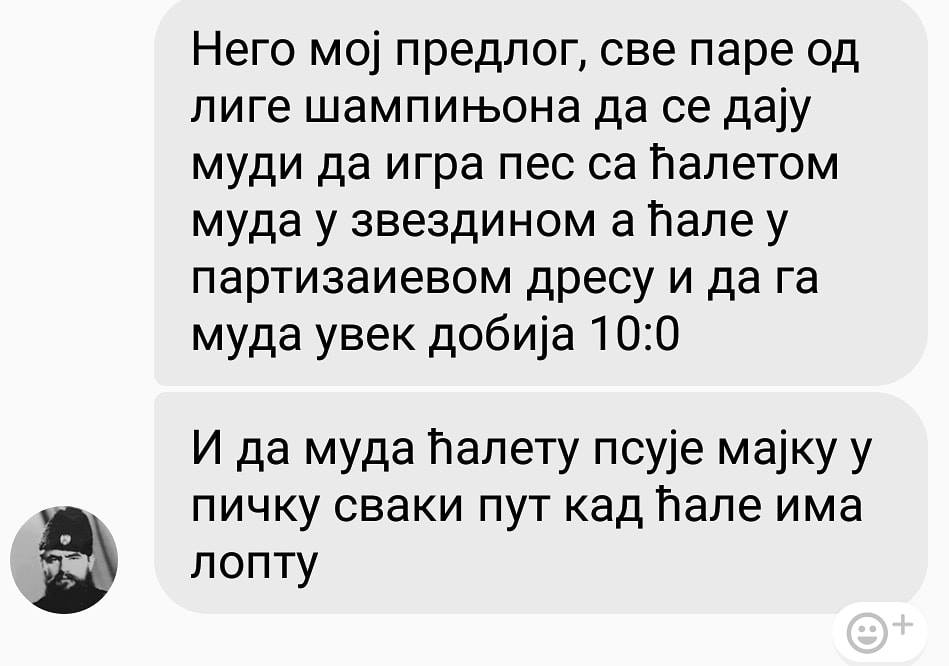 Него мој предлог, све паре од
лиге шампињона да се дају
муди да игра пес са ћалетом
муда у звездином а ћале у
партизаиевом дресу и да га
муда увек добија 10:0
И да муда ћалету псује мајку у
пичку сваки пут кад ћале има
лопту